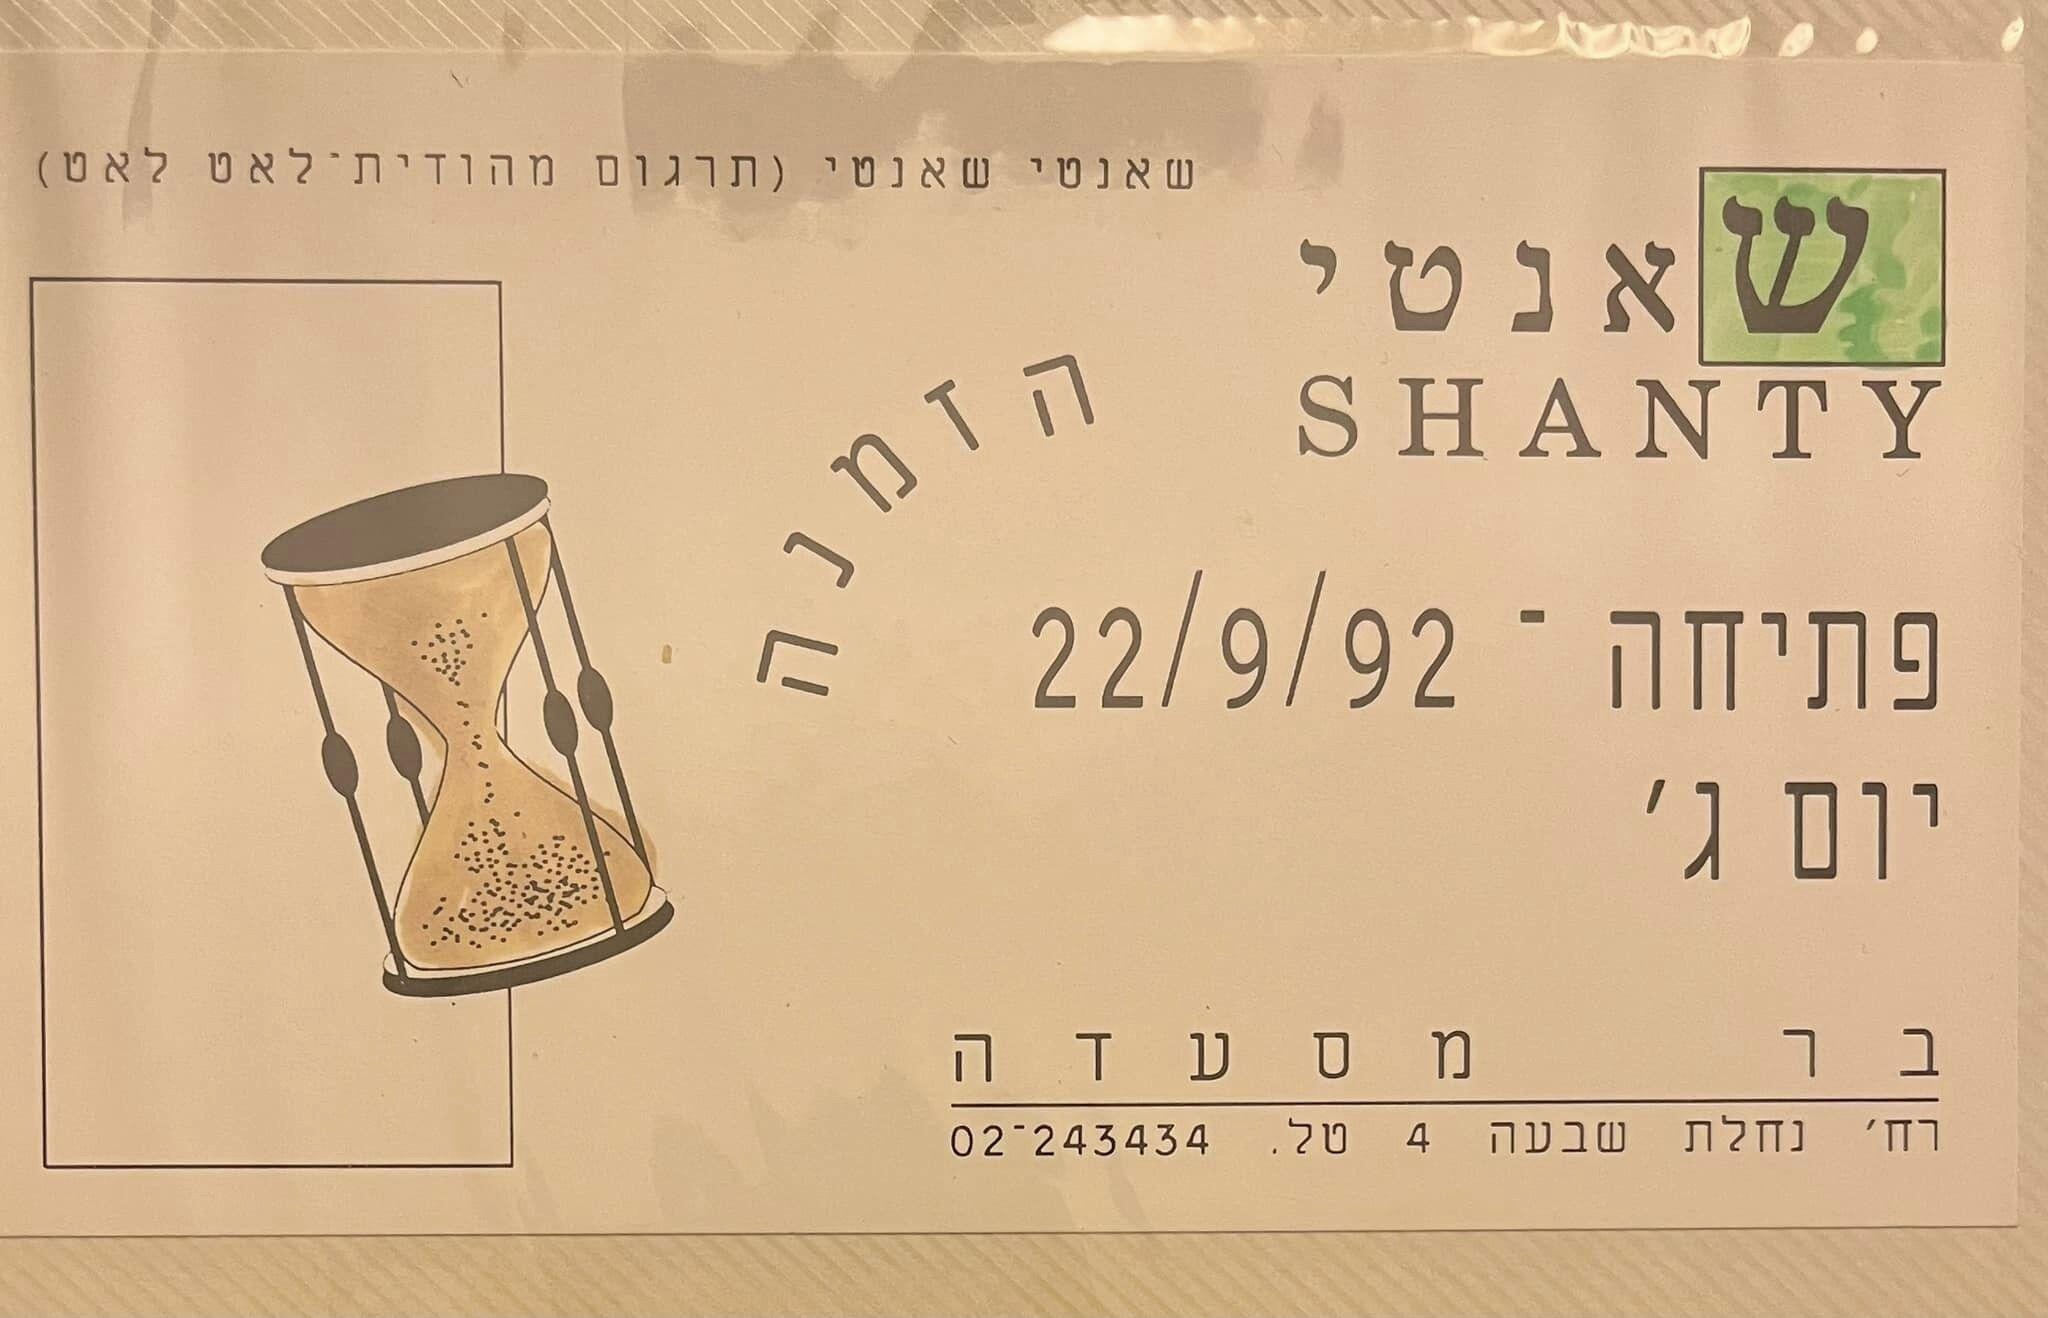 שאנטי שאנטי (תרגום מהודית-לאט לאט)
שאנטי
SHANTY
הזמנה
פתיחה - 22/9/92
יום ג'
בר מסעדה
רח' נחלת שבעה 4 טל. 02-243434